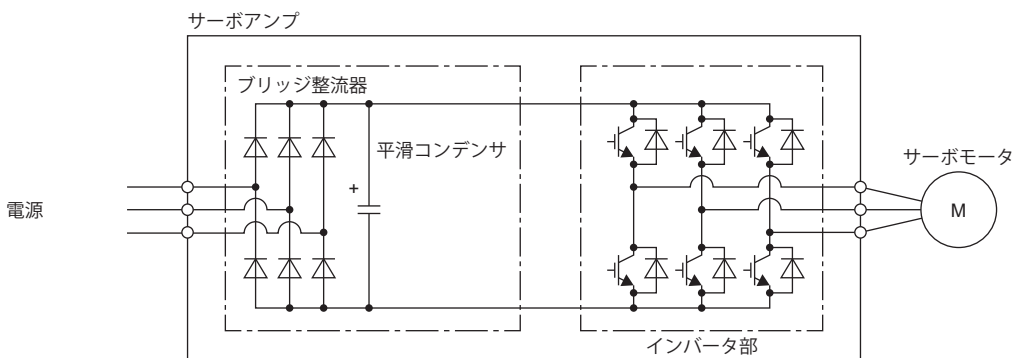 サーボアンプ
ブリッジ整流器
平滑コンデンサ
+
サーボモータ
電源
M
インバータ部